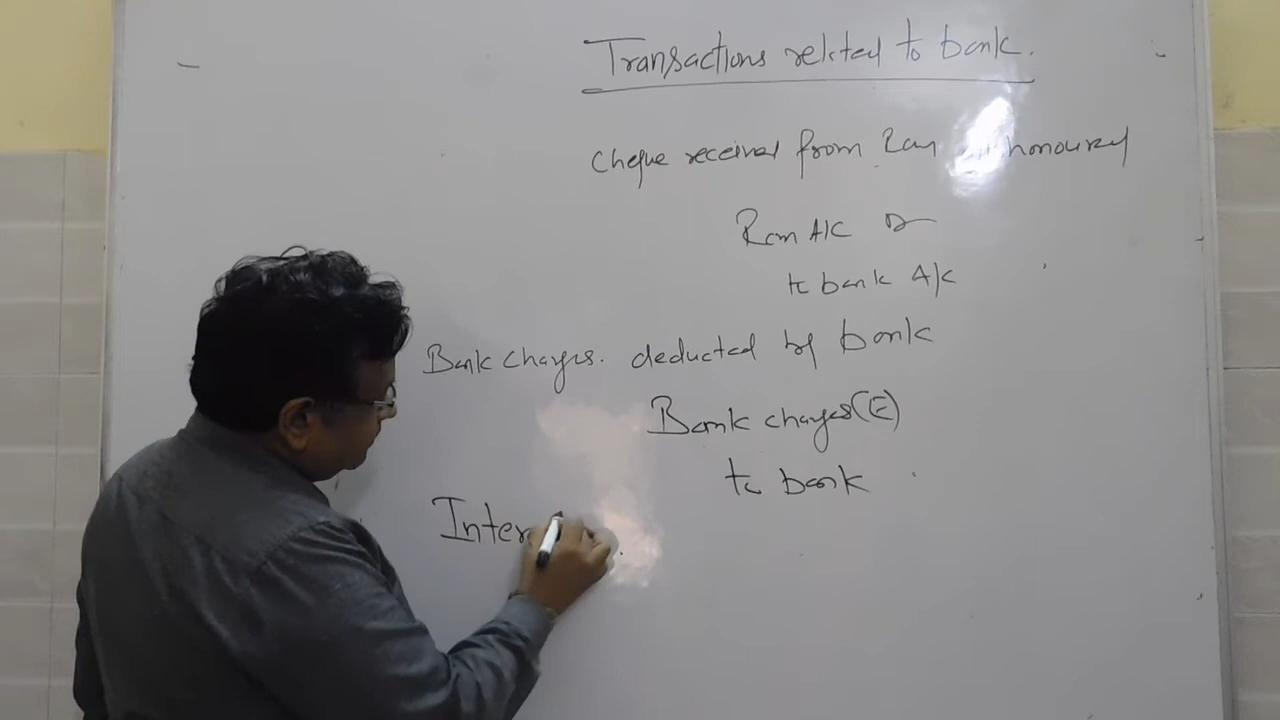 Transactions related to bank.
Cheque received from Ram honoured
Ram A/C Dr
to bank A/c
Bank charges. deducted by bank
Bank charges (E)
to bank
Inter